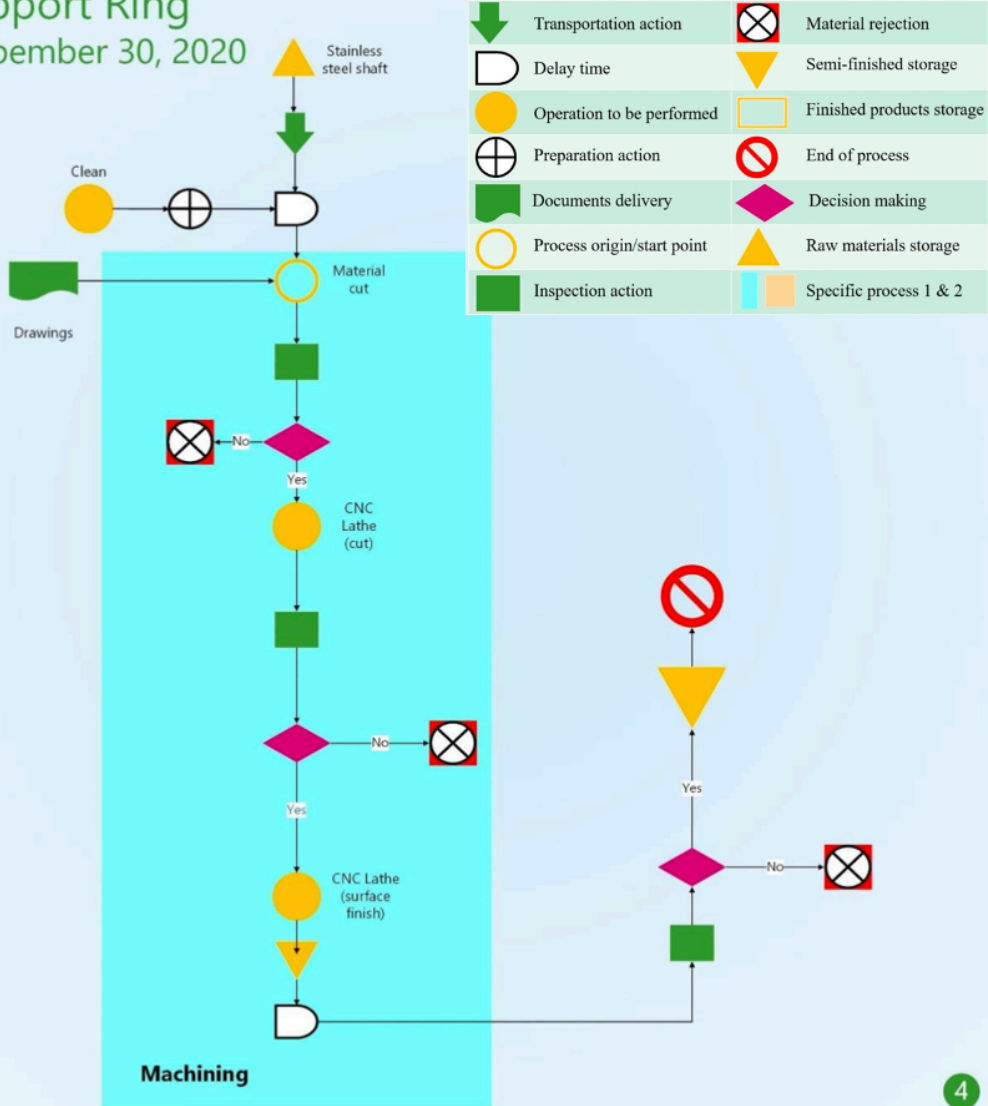 pport Ring
ember 30, 2020
Stainless
steel shaft
Transportation action
Material rejection
Delay time
Semi-finished storage
Operation to be performed
Finished products storage
Preparation action
End of process
Documents delivery
Decision making
Process origin/start point
Raw materials storage
Inspection action
Specific process 1 & 2
Clean
Material
cut
Drawings
No
Yes
CNC
Lathe
(cut)
No
Yes
CNC Lathe
(surface
finish)
Yes
No
Machining
4